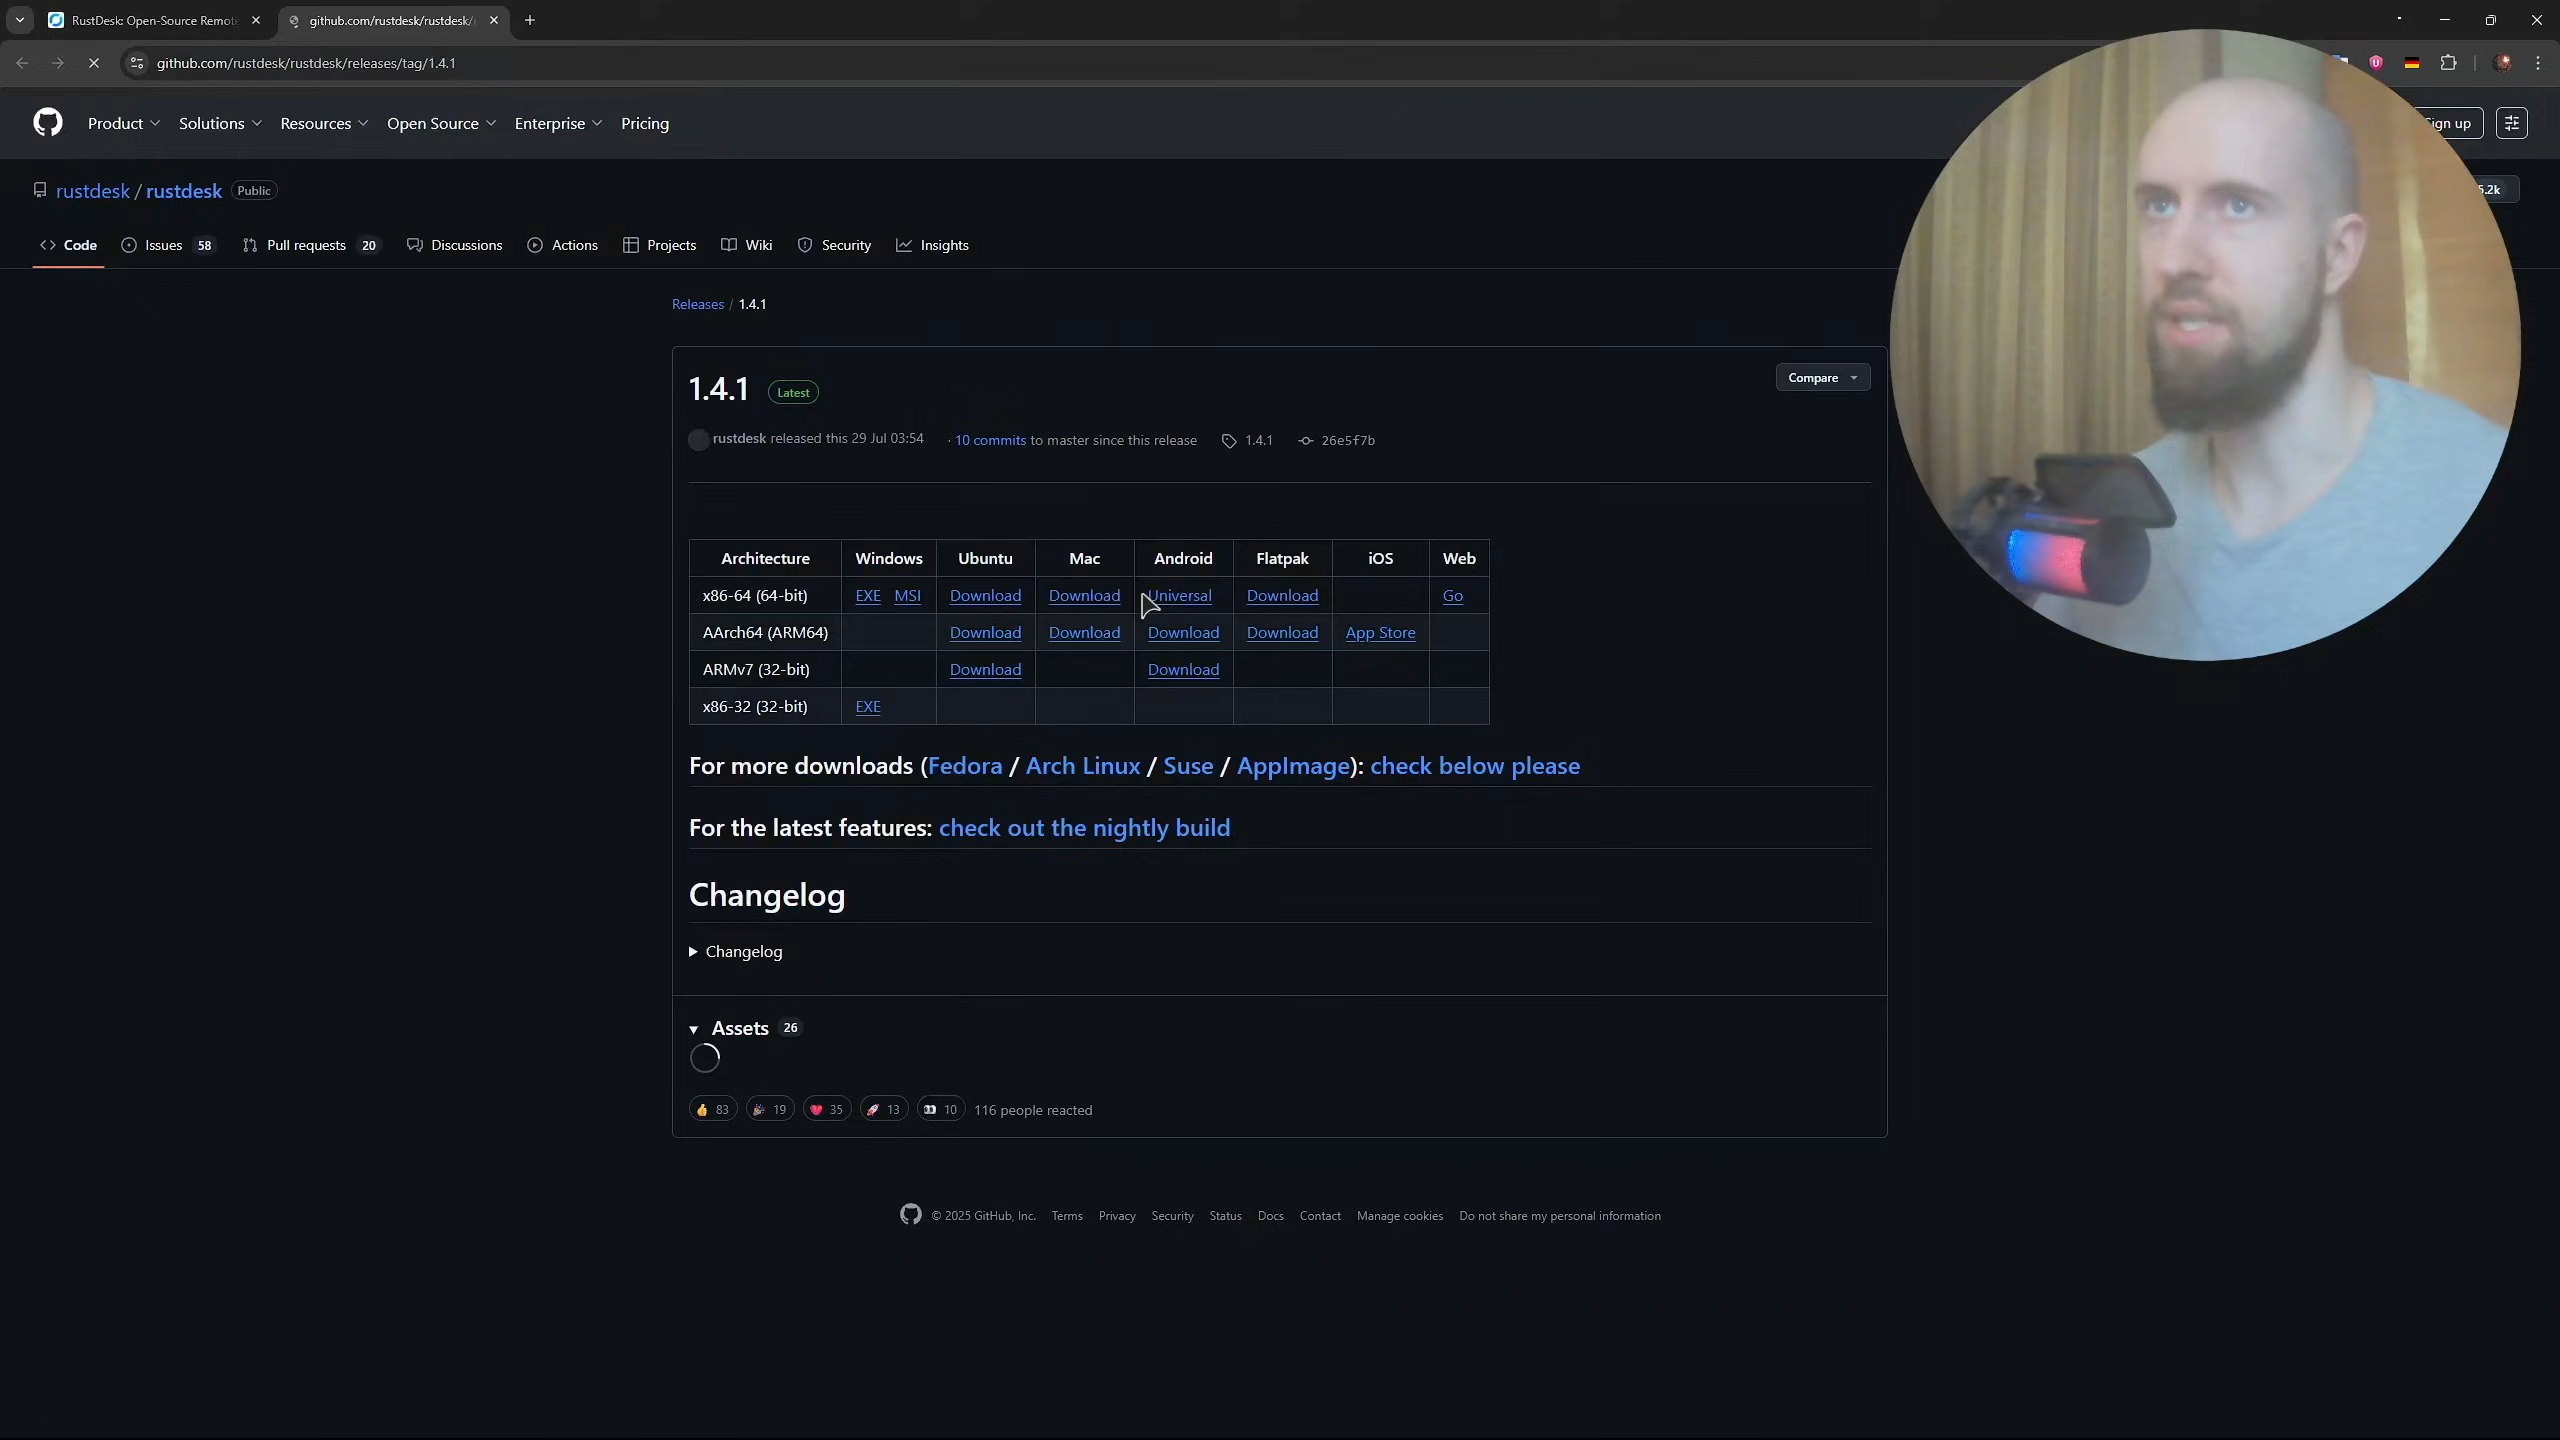 RustDesk: Open-Source Remot
github.com/rustdesk/rustdesk/
github.com/rustdesk/rustdesk/releases/tag/1.4.1
Product Solutions Resources Open Source Enterprise Pricing
ign up
rustdesk / rustdesk Public
5.2k
Code Issues 58 Pull requests 20 Discussions Actions Projects Wiki Security Insights
Releases / 1.4.1
1.4.1 Latest
Compare
rustdesk released this 29 Jul 03:54 · 10 commits to master since this release 1.4.1 26e5f7b
Architecture Windows Ubuntu Mac Android Flatpak iOS Web
x86-64 (64-bit) EXE MSI Download Download Universal Download Go
AArch64 (ARM64) Download Download Download Download App Store
ARMv7 (32-bit) Download Download
x86-32 (32-bit) EXE
For more downloads (Fedora / Arch Linux / Suse / AppImage): check below please
For the latest features: check out the nightly build
Changelog
Changelog
Assets 26
83 19 35 13 10 116 people reacted
© 2025 GitHub, Inc. Terms Privacy Security Status Docs Contact Manage cookies Do not share my personal information